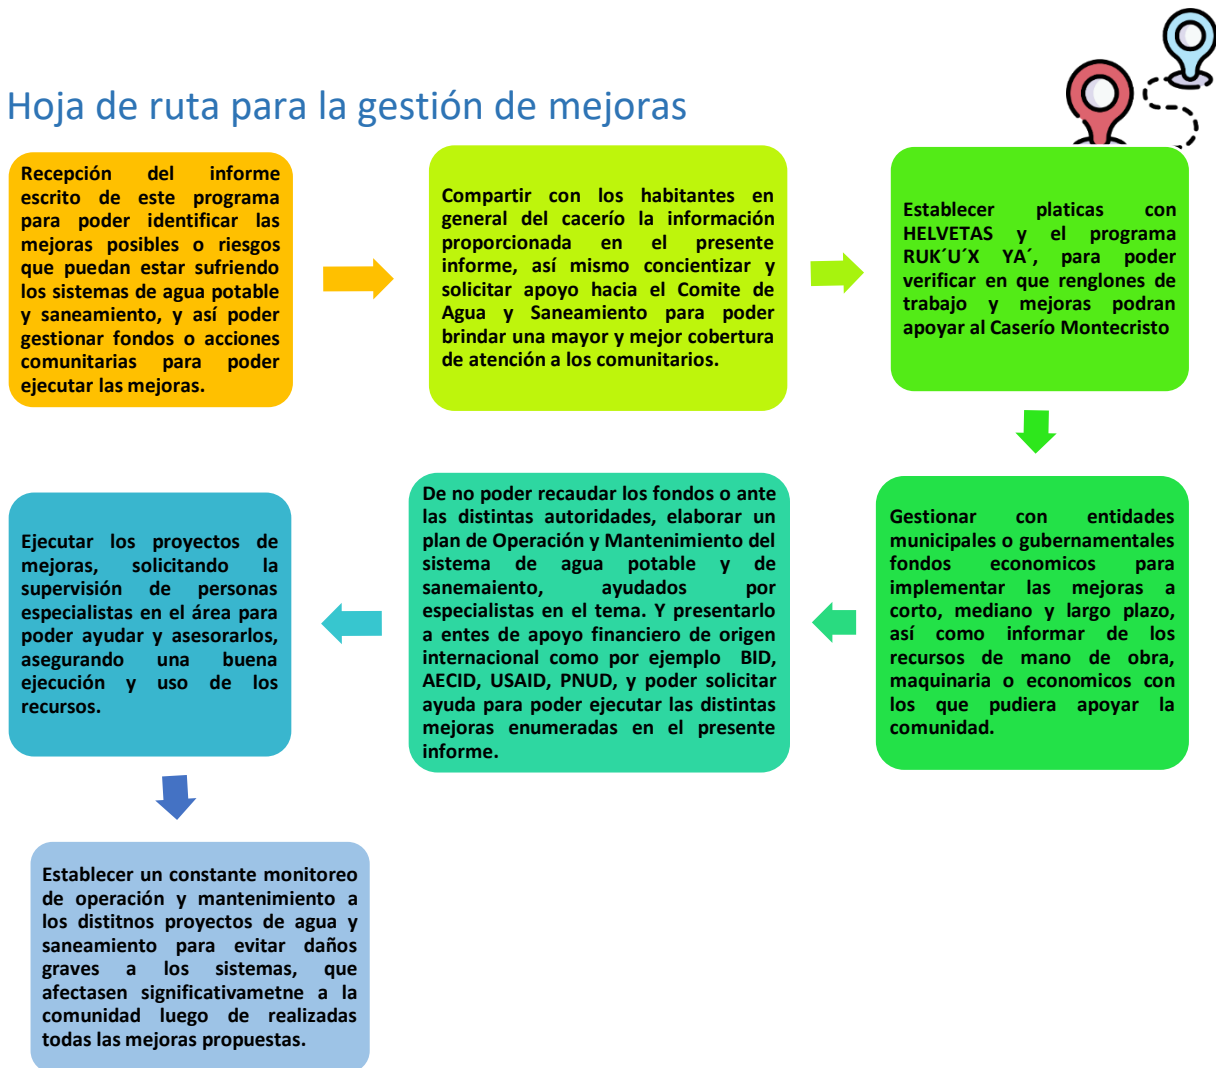 Hoja de ruta para la gestión de mejoras
Recepción del informe
escrito de este programa
para poder identificar las
mejoras posibles o riesgos
que puedan estar sufriendo
los sistemas de agua potable
y saneamiento, y así poder
gestionar fondos o acciones
comunitarias para poder
ejecutar las mejoras.
Compartir con los habitantes en
general del cacerío la información
proporcionada en el presente
informe, así mismo concientizar y
solicitar apoyo hacia el Comite de
Agua y Saneamiento para poder
brindar una mayor y mejor cobertura
de atención a los comunitarios.
Establecer platicas con
HELVETAS y el programa
RUK´U´X YA´, para poder
verificar en que renglones de
trabajo y mejoras podran
apoyar al Caserío Montecristo
Gestionar con entidades
municipales o gubernamentales
fondos economicos para
implementar las mejoras a
corto, mediano y largo plazo,
así como informar de los
recursos de mano de obra,
maquinaria o economicos con
los que pudiera apoyar la
comunidad.
De no poder recaudar los fondos o ante
las distintas autoridades, elaborar un
plan de Operación y Mantenimiento del
sistema de agua potable y de
sanemaiento, ayudados por
especialistas en el tema. Y presentarlo
a entes de apoyo financiero de origen
internacional como por ejemplo BID,
AECID, USAID, PNUD, y poder solicitar
ayuda para poder ejecutar las distintas
mejoras enumeradas en el presente
informe.
Ejecutar los proyectos de
mejoras, solicitando la
supervisión de personas
especialistas en el área para
poder ayudar y asesorarlos,
asegurando una buena
ejecución y uso de los
recursos.
Establecer un constante monitoreo
de operación y mantenimiento a
los distitnos proyectos de agua y
saneamiento para evitar daños
graves a los sistemas, que
afectasen significativametne a la
comunidad luego de realizadas
todas las mejoras propuestas.